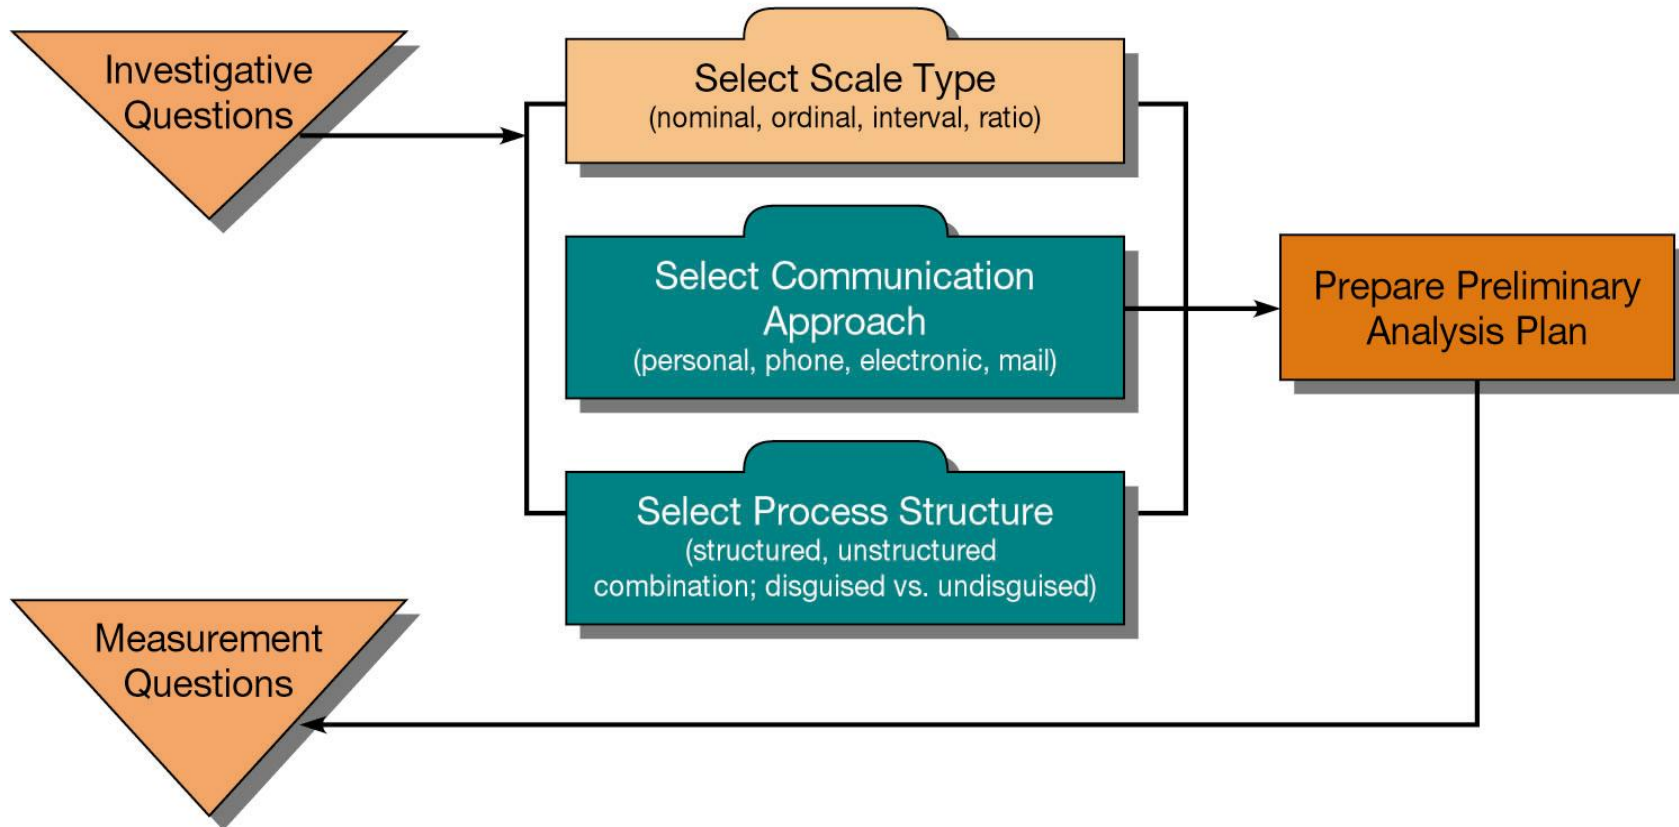 Investigative
Questions
Select Scale Type
(nominal, ordinal, interval, ratio)
Select Communication
Approach
(personal, phone, electronic, mail)
Select Process Structure
(structured, unstructured
combination; disguised vs. undisguised)
Prepare Preliminary
Analysis Plan
Measurement
Questions